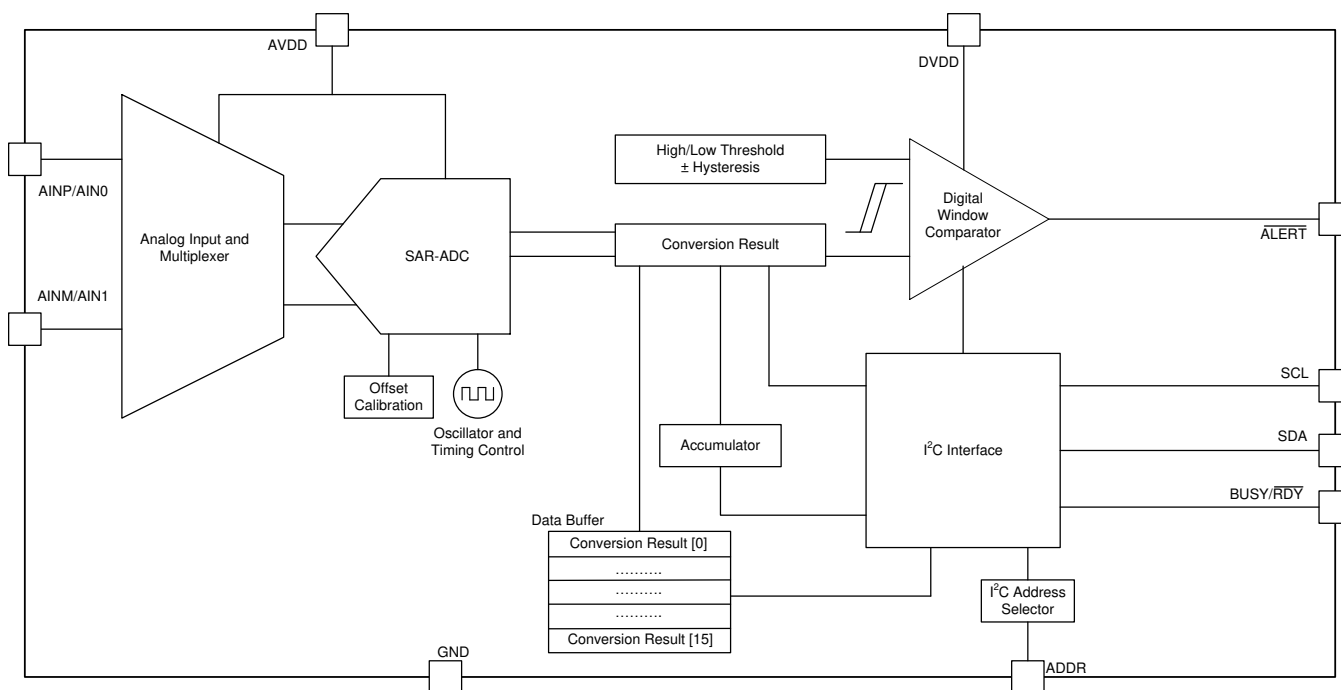 AVDD
DVDD
High/Low Threshold
± Hysteresis
AINP/AIN0
Digital
Window
Comparator
Analog Input and
Multiplexer
SAR-ADC
Conversion Result
ALERT
AINM/AIN1
Offset
Calibration
Oscillator and
Timing Control
SCL
Accumulator
I²C Interface
SDA
BUSY/RDY
Data Buffer
Conversion Result [0]
..........
..........
..........
Conversion Result [15]
I²C Address
Selector
GND
ADDR